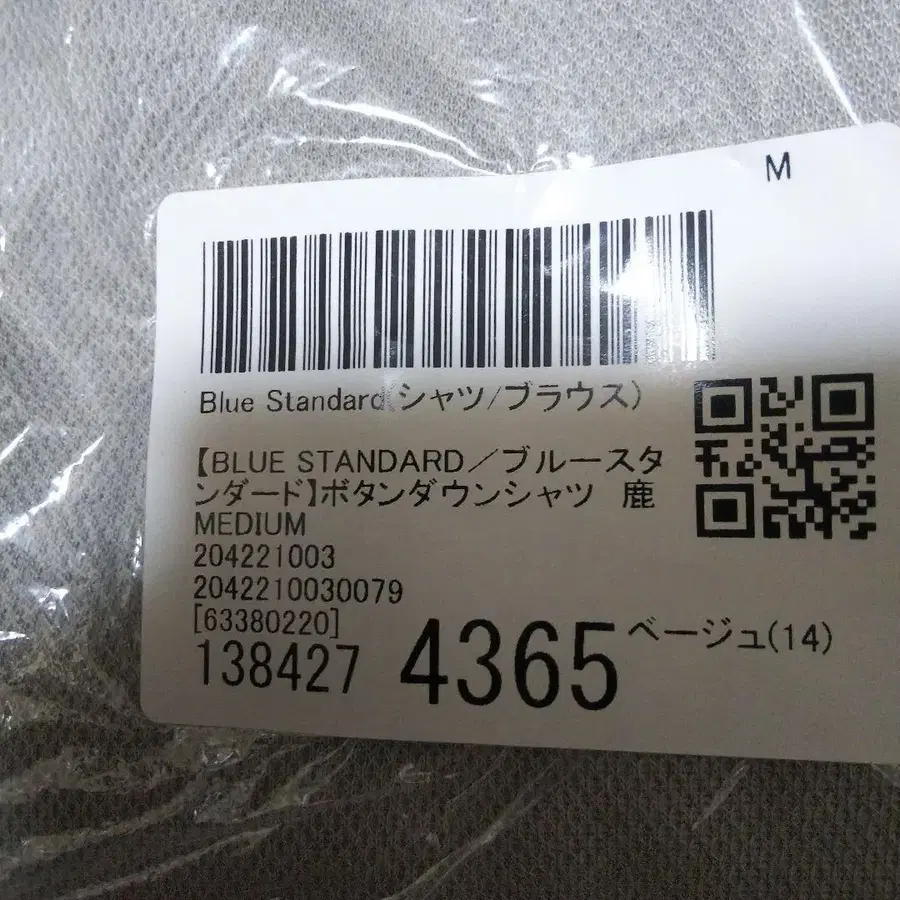 M
Blue Standard(シャツ/ブラウス)
【BLUE STANDARD／ブルースタ
ンダード】ボタンダウンシャツ　鹿
MEDIUM
204221003
2042210030079
[63380220]
138427 4365 ベージュ(14)